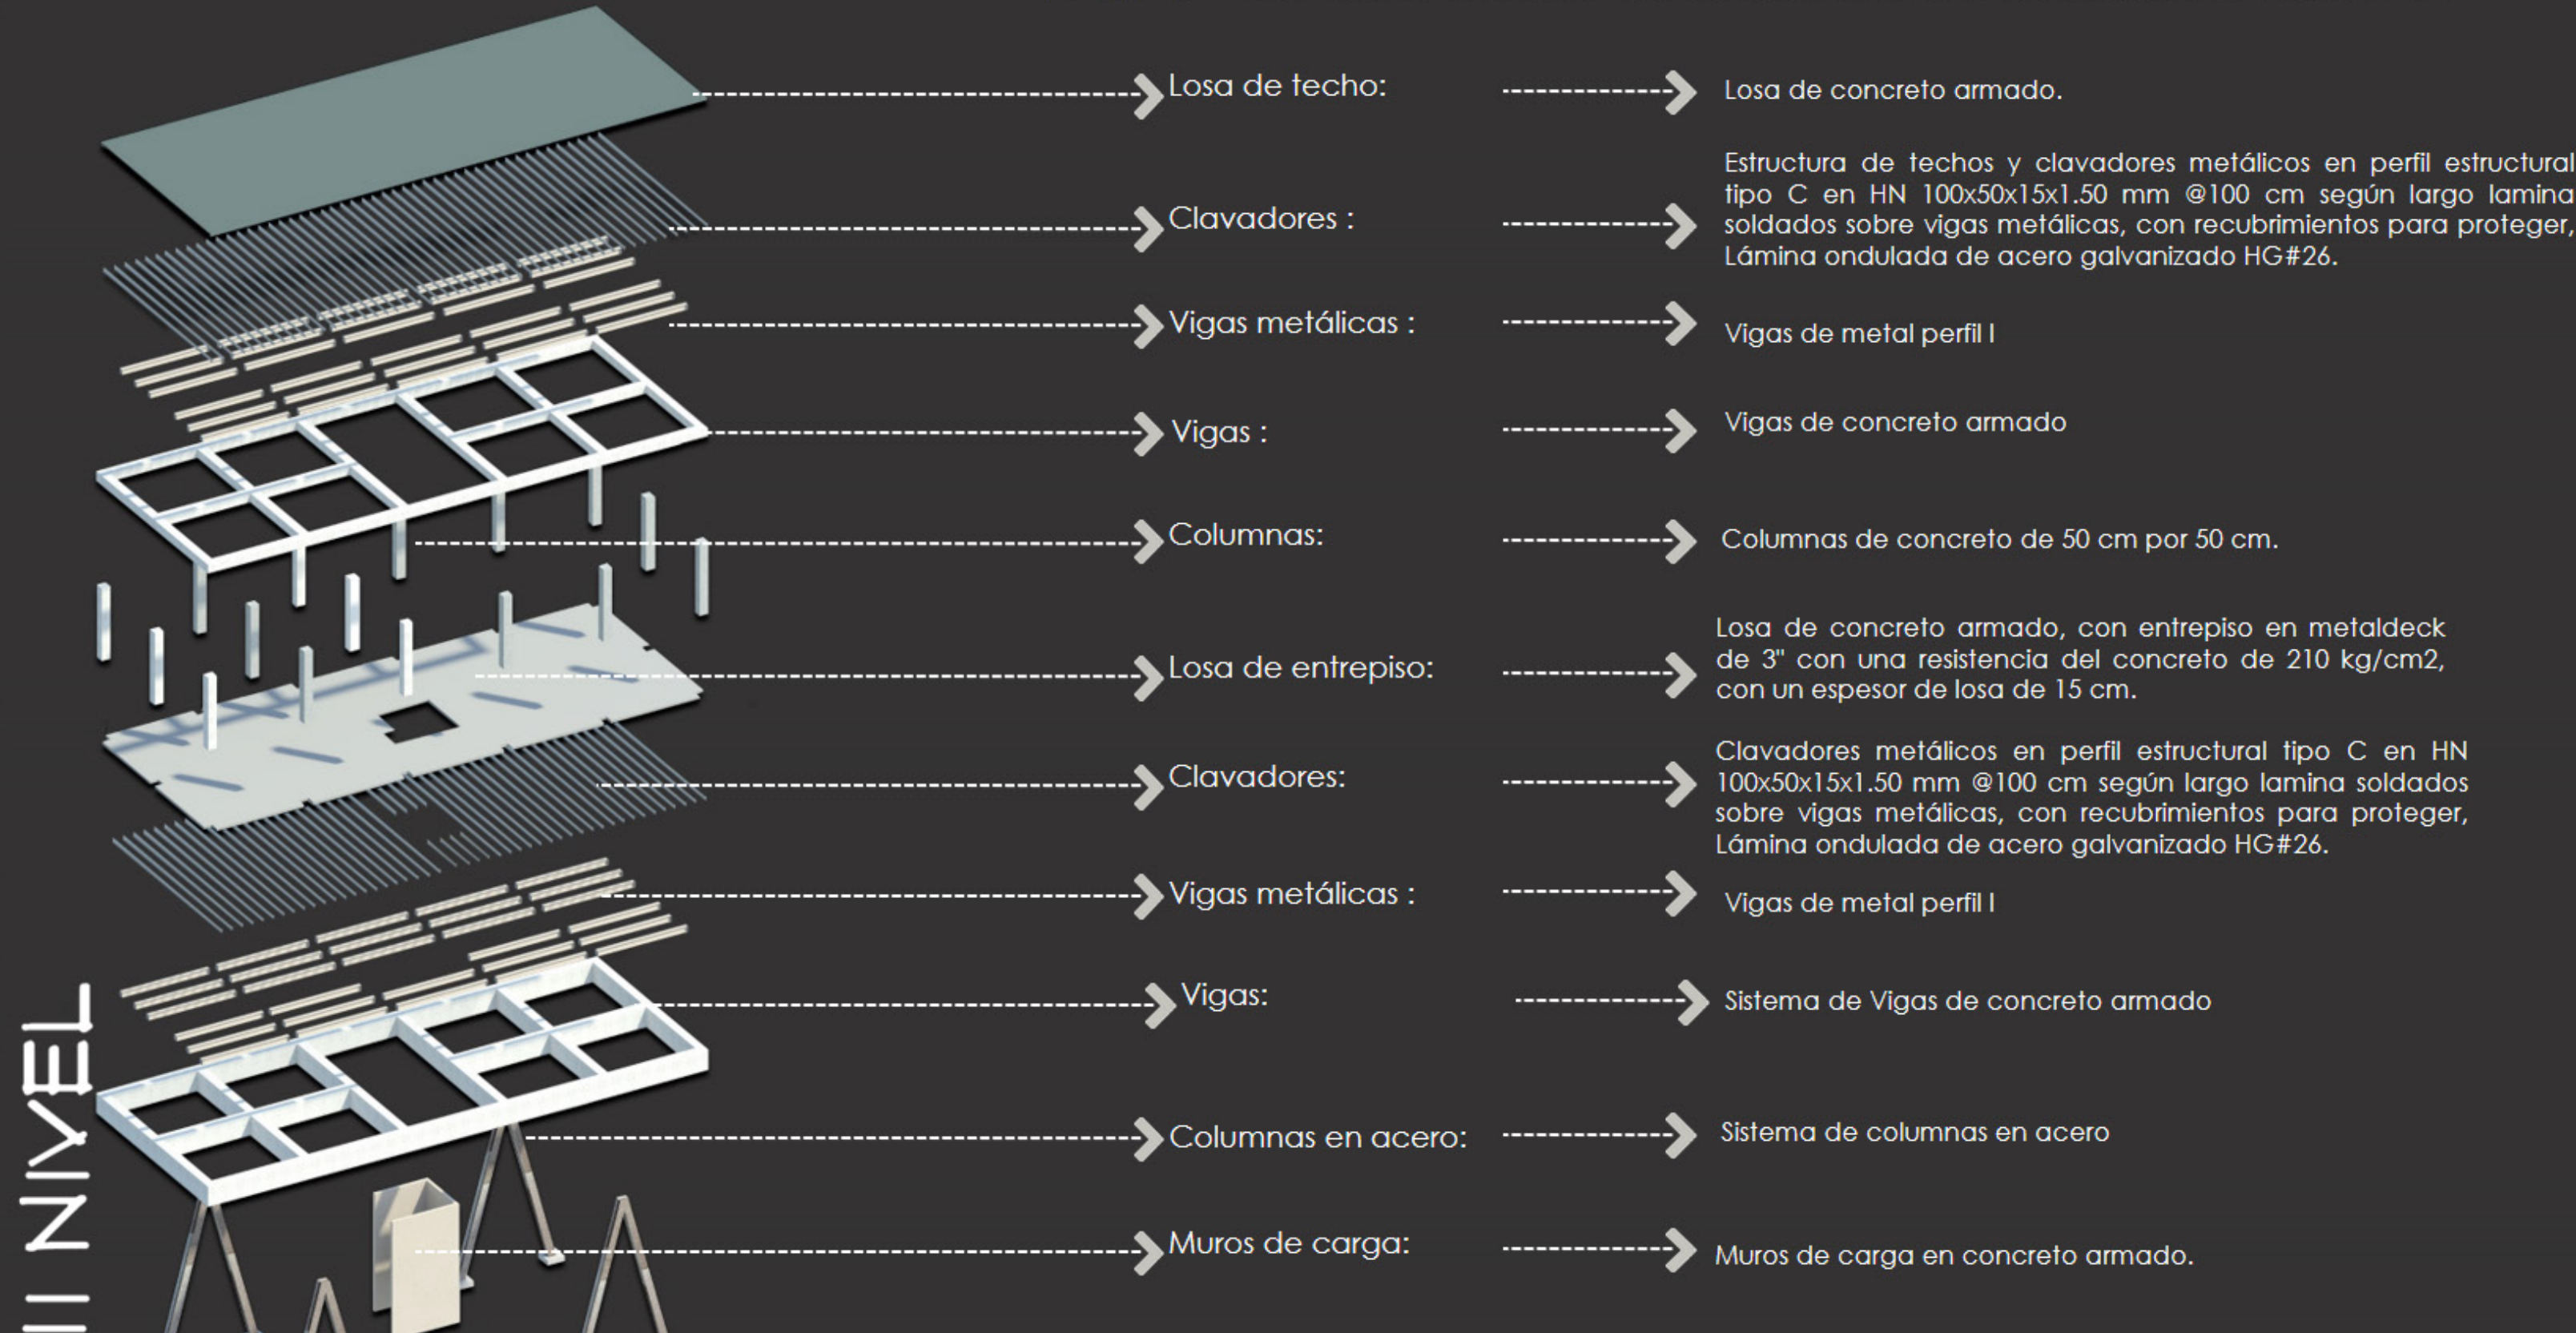 Losa de techo:
Losa de concreto armado.
Clavadores :
Estructura de techos y clavadores metálicos en perfil estructural
tipo C en HN 100x50x15x1.50 mm @100 cm según largo lamina
soldados sobre vigas metálicas, con recubrimientos para proteger,
Lámina ondulada de acero galvanizado HG#26.
Vigas metálicas :
Vigas de metal perfil I
Vigas :
Vigas de concreto armado
Columnas:
Columnas de concreto de 50 cm por 50 cm.
Losa de entrepiso:
Losa de concreto armado, con entrepiso en metaldeck
de 3" con una resistencia del concreto de 210 kg/cm2,
con un espesor de losa de 15 cm.
Clavadores:
Clavadores metálicos en perfil estructural tipo C en HN
100x50x15x1.50 mm @100 cm según largo lamina soldados
sobre vigas metálicas, con recubrimientos para proteger,
Lámina ondulada de acero galvanizado HG#26.
Vigas metálicas :
Vigas de metal perfil I
Vigas:
Sistema de Vigas de concreto armado
Columnas en acero:
Sistema de columnas en acero
Muros de carga:
Muros de carga en concreto armado.
II NIVEL